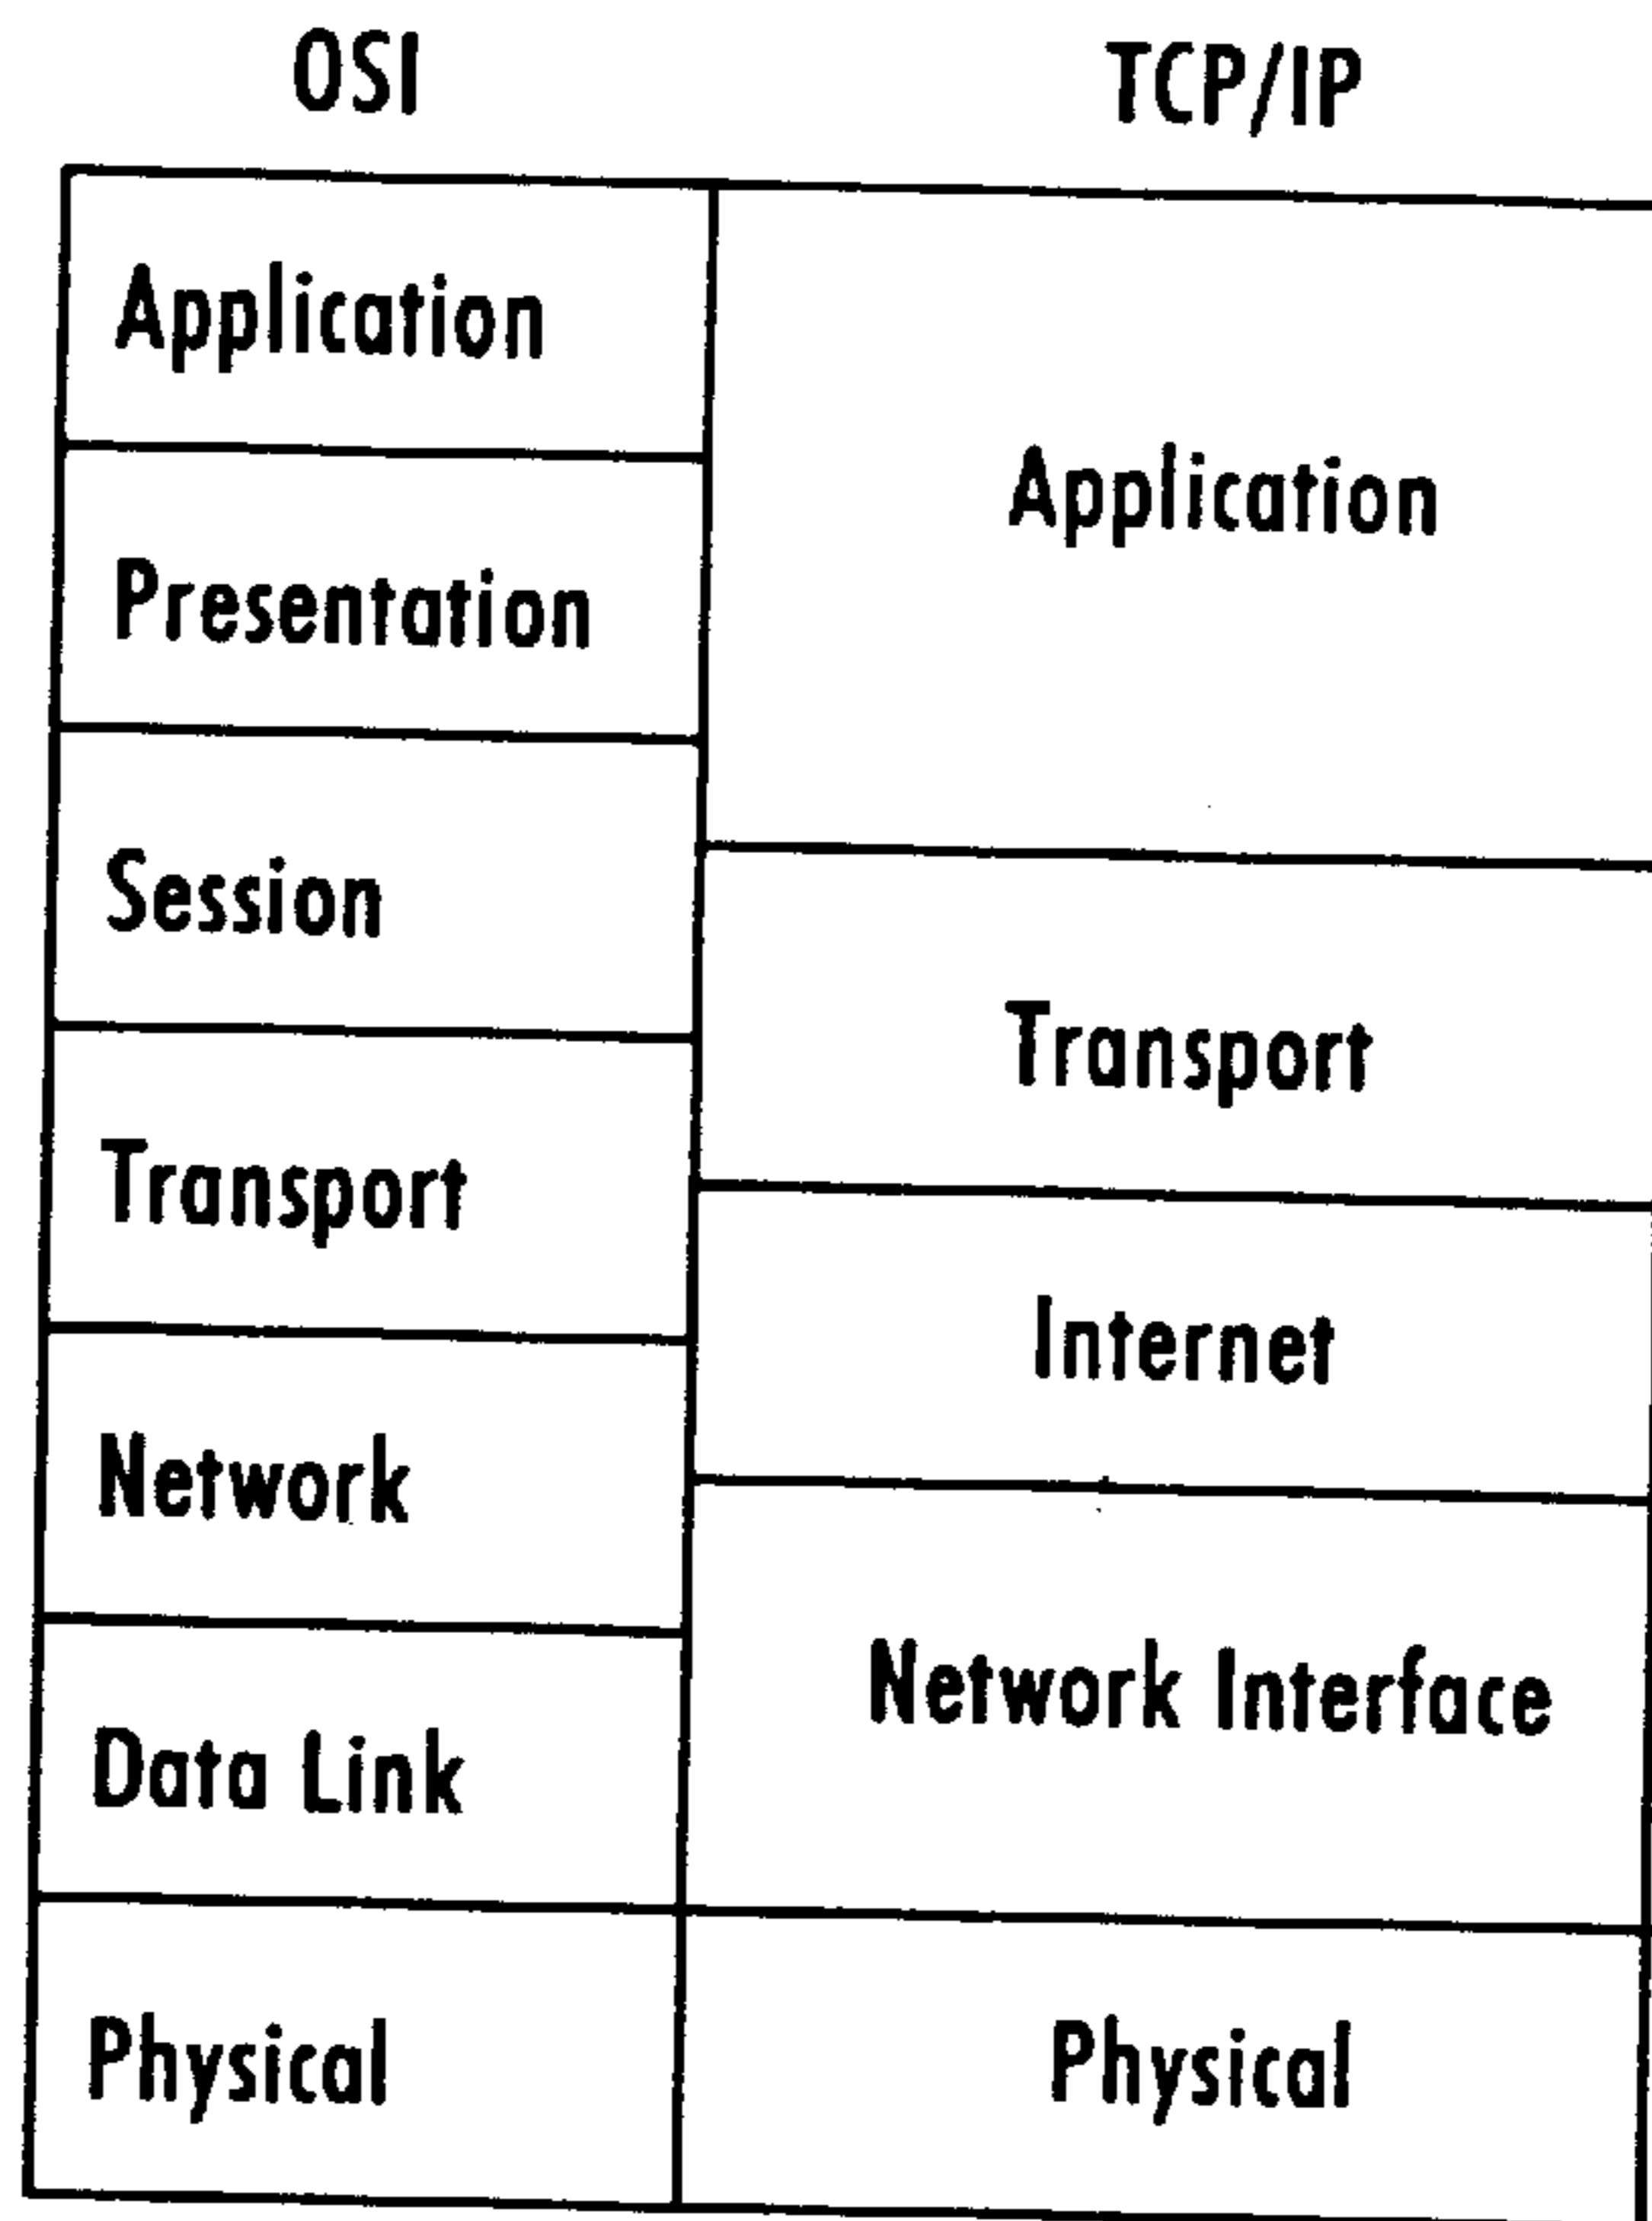 OSI
TCP/IP
Application
Presentation
Session
Transport
Network
Data Link
Physical
Application
Transport
Internet
Network Interface
Physical